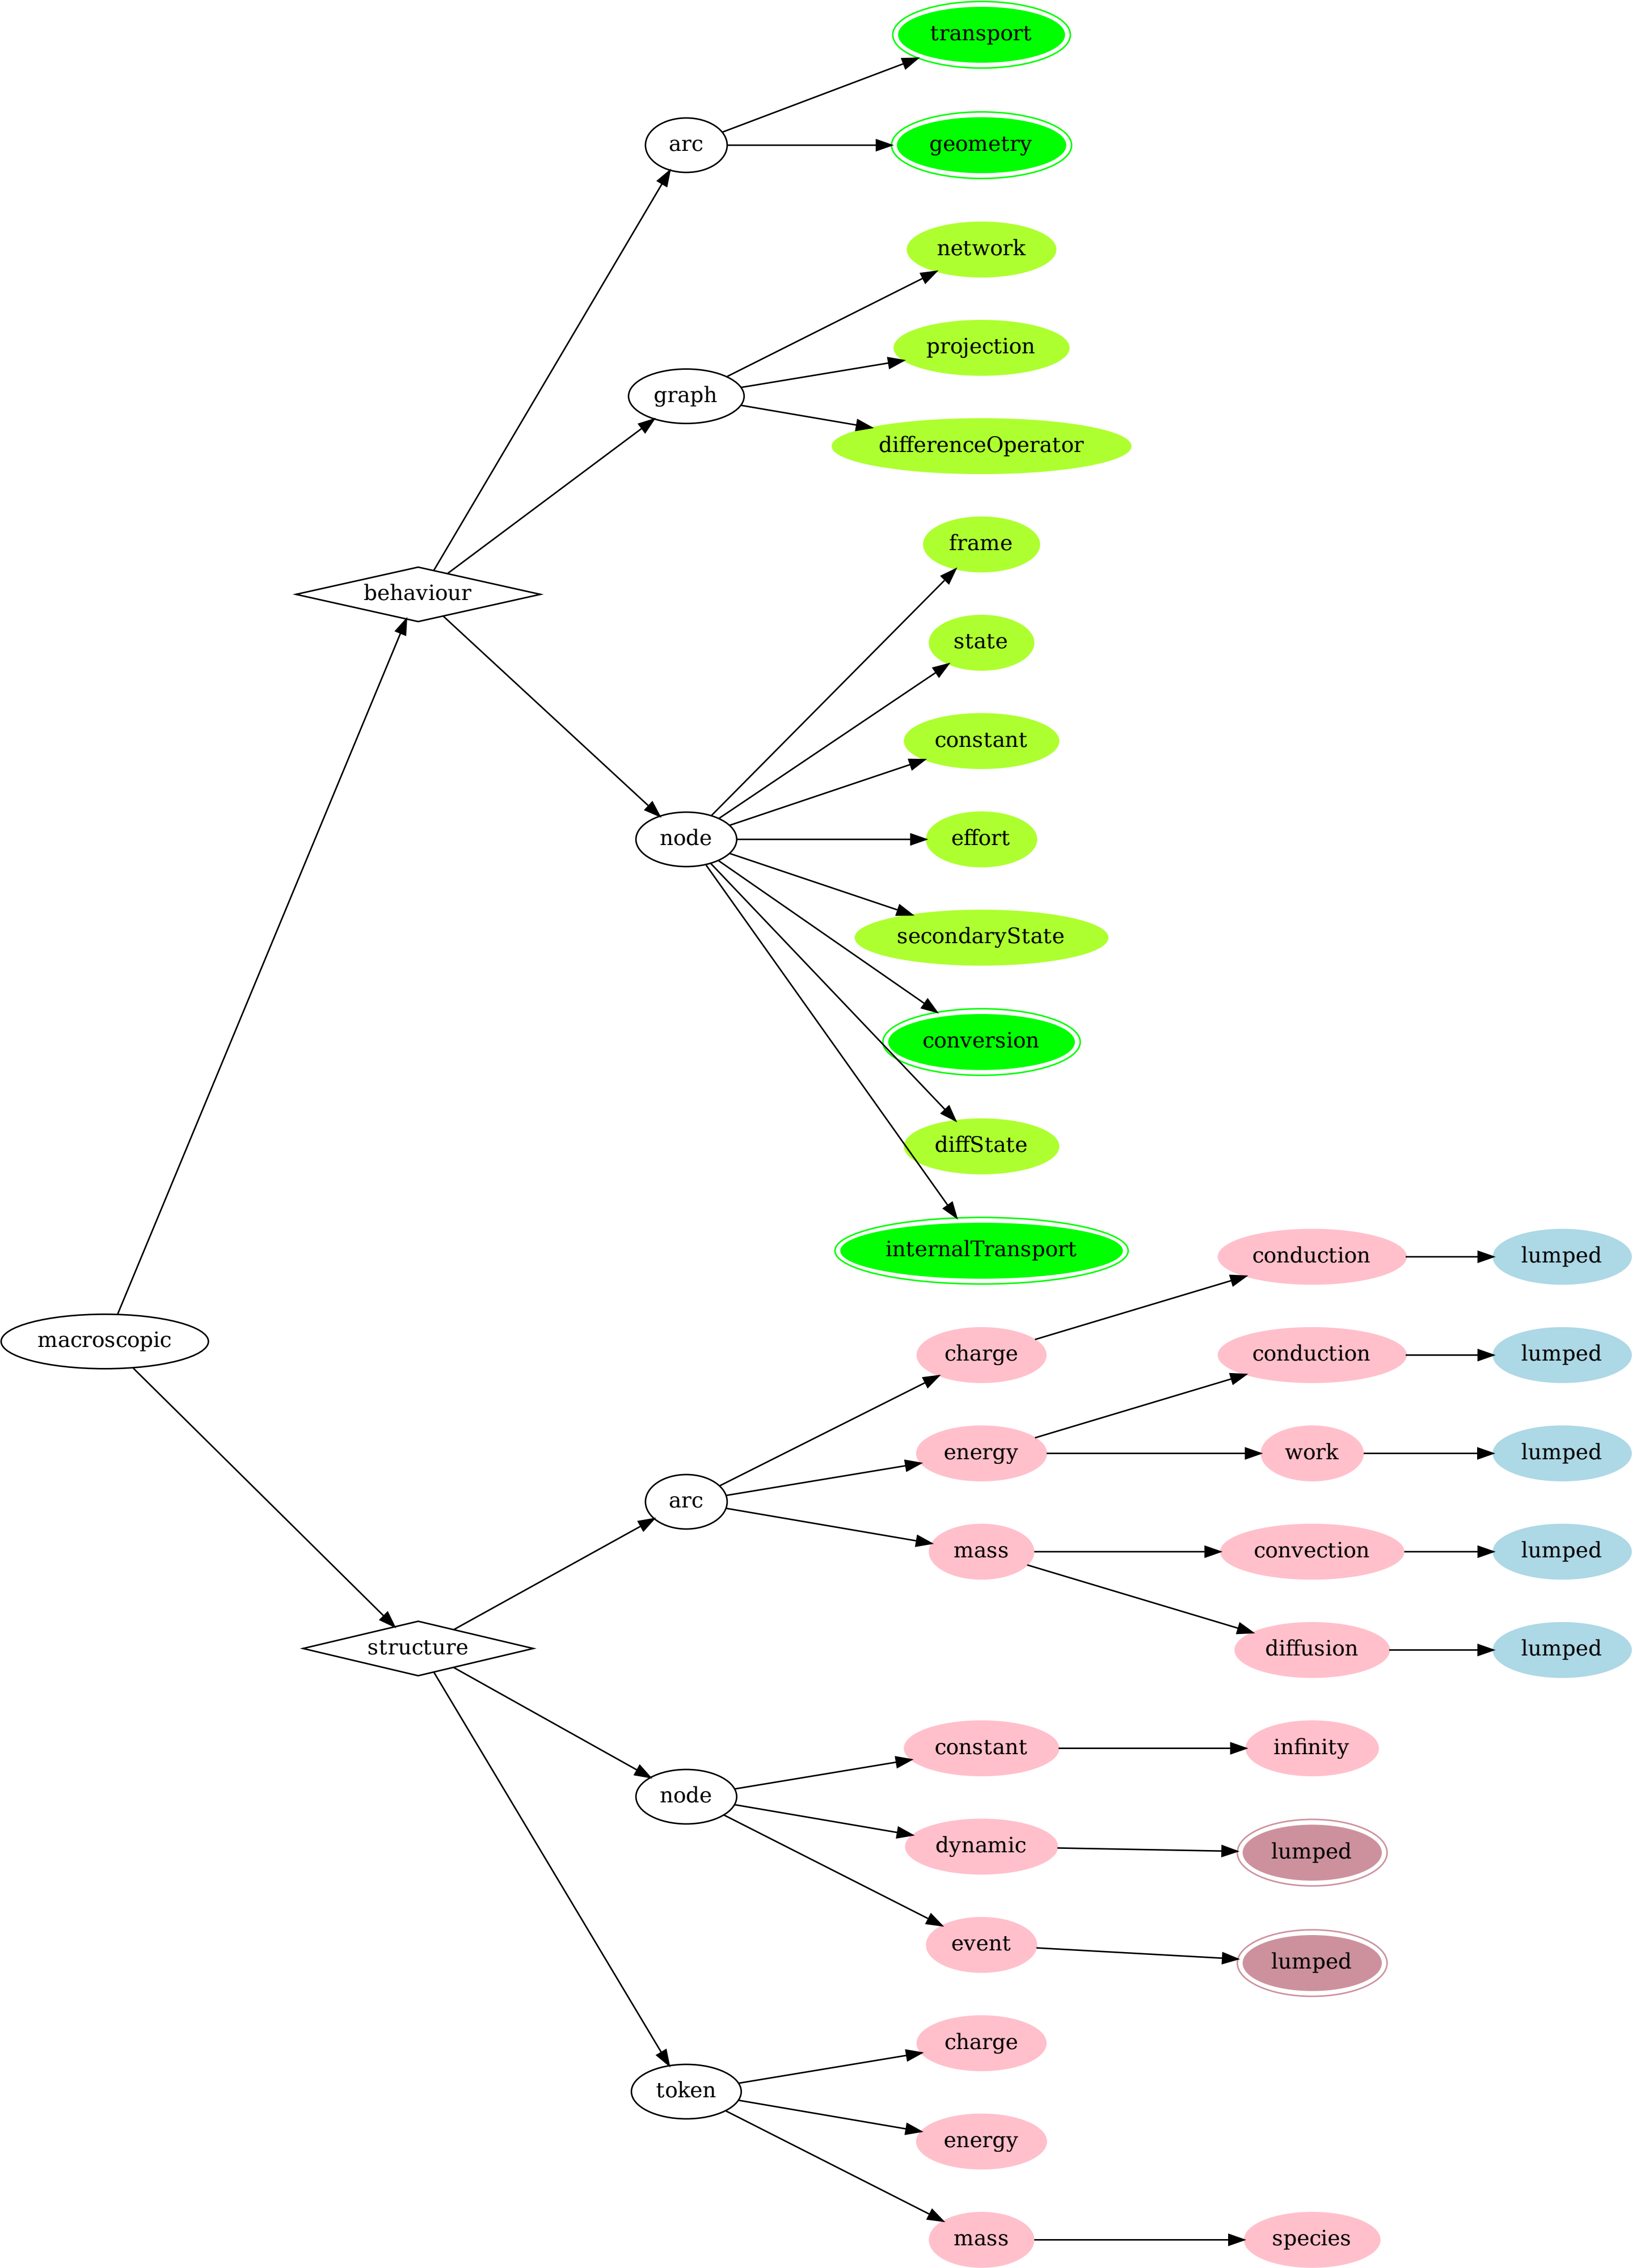 transport
arc
geometry
network
projection
graph
differenceOperator
frame
behaviour
state
constant
node
effort
secondaryState
conversion
diffState
internalTransport
conduction
lumped
macroscopic
charge
conduction
lumped
energy
work
lumped
arc
mass
convection
lumped
structure
diffusion
lumped
constant
infinity
node
dynamic
lumped
event
lumped
charge
token
energy
mass
species